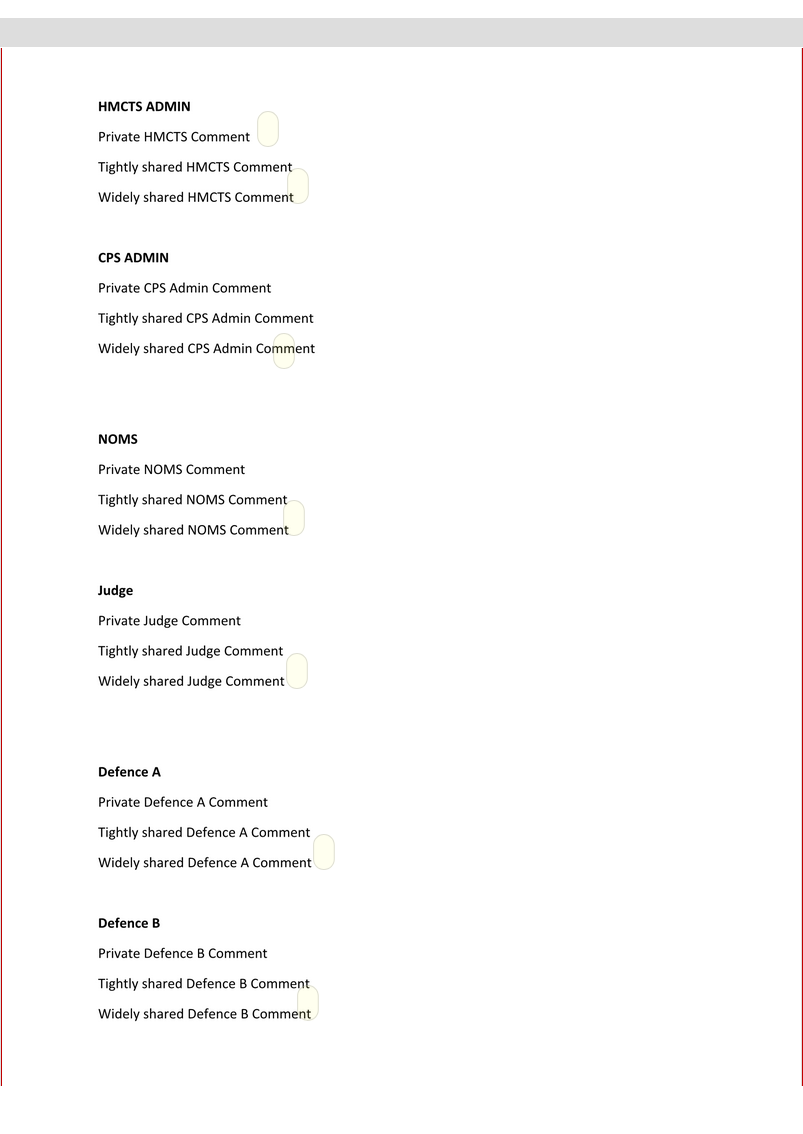 HMCTS ADMIN
Private HMCTS Comment
Tightly shared HMCTS Comment
Widely shared HMCTS Comment
CPS ADMIN
Private CPS Admin Comment
Tightly shared CPS Admin Comment
Widely shared CPS Admin Comment
NOMS
Private NOMS Comment
Tightly shared NOMS Comment
Widely shared NOMS Comment
Judge
Private Judge Comment
Tightly shared Judge Comment
Widely shared Judge Comment
Defence A
Private Defence A Comment
Tightly shared Defence A Comment
Widely shared Defence A Comment
Defence B
Private Defence B Comment
Tightly shared Defence B Comment
Widely shared Defence B Comment